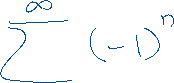 ∞
∑ (-1)ⁿ